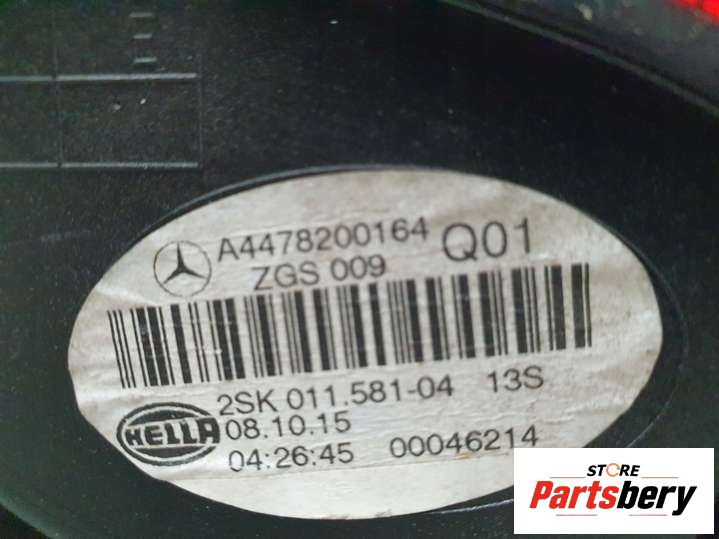 A4478200164 Q01
ZGS 009
2SK 011.581-04 13S
HELLA
08.10.15
04:26:45 00046214
STORE
Partsbery